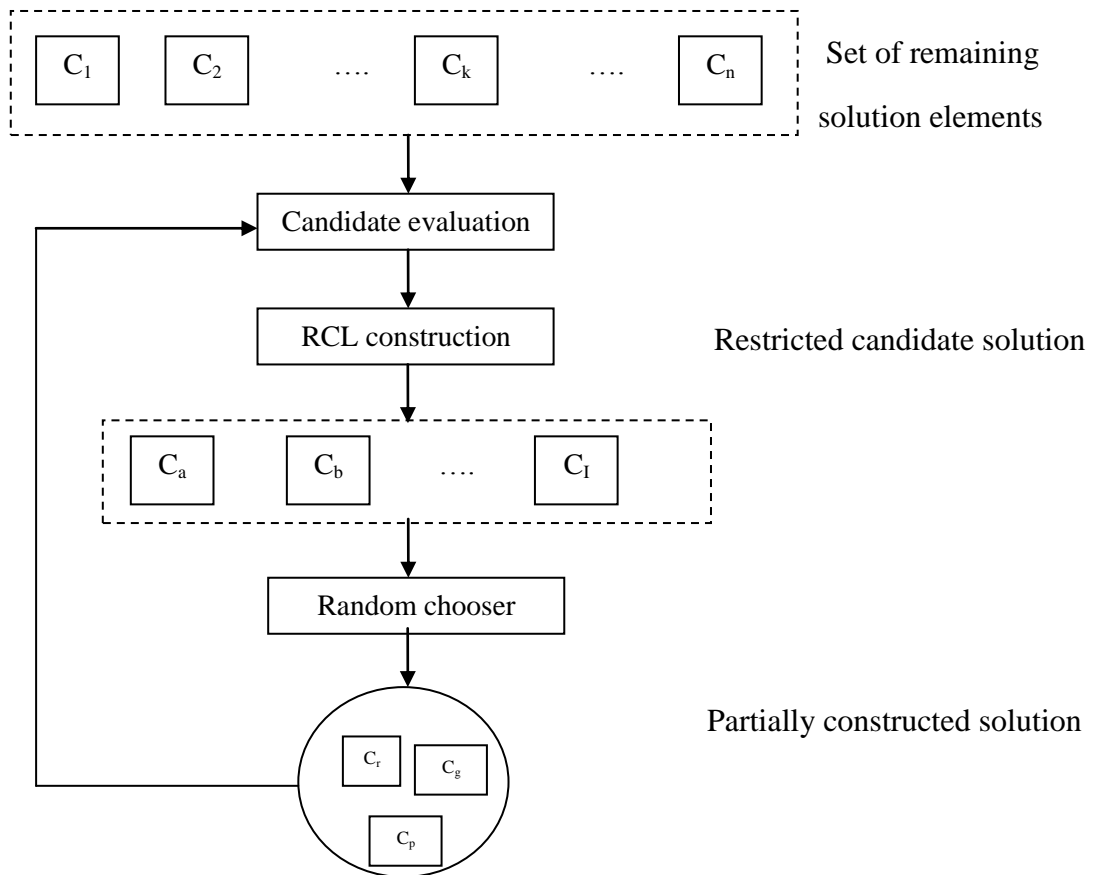 C1 C2 …. Ck …. Cn
Set of remaining
solution elements
Candidate evaluation
RCL construction
Restricted candidate solution
Ca Cb …. CI
Random chooser
Partially constructed solution
Cr Cg
Cp